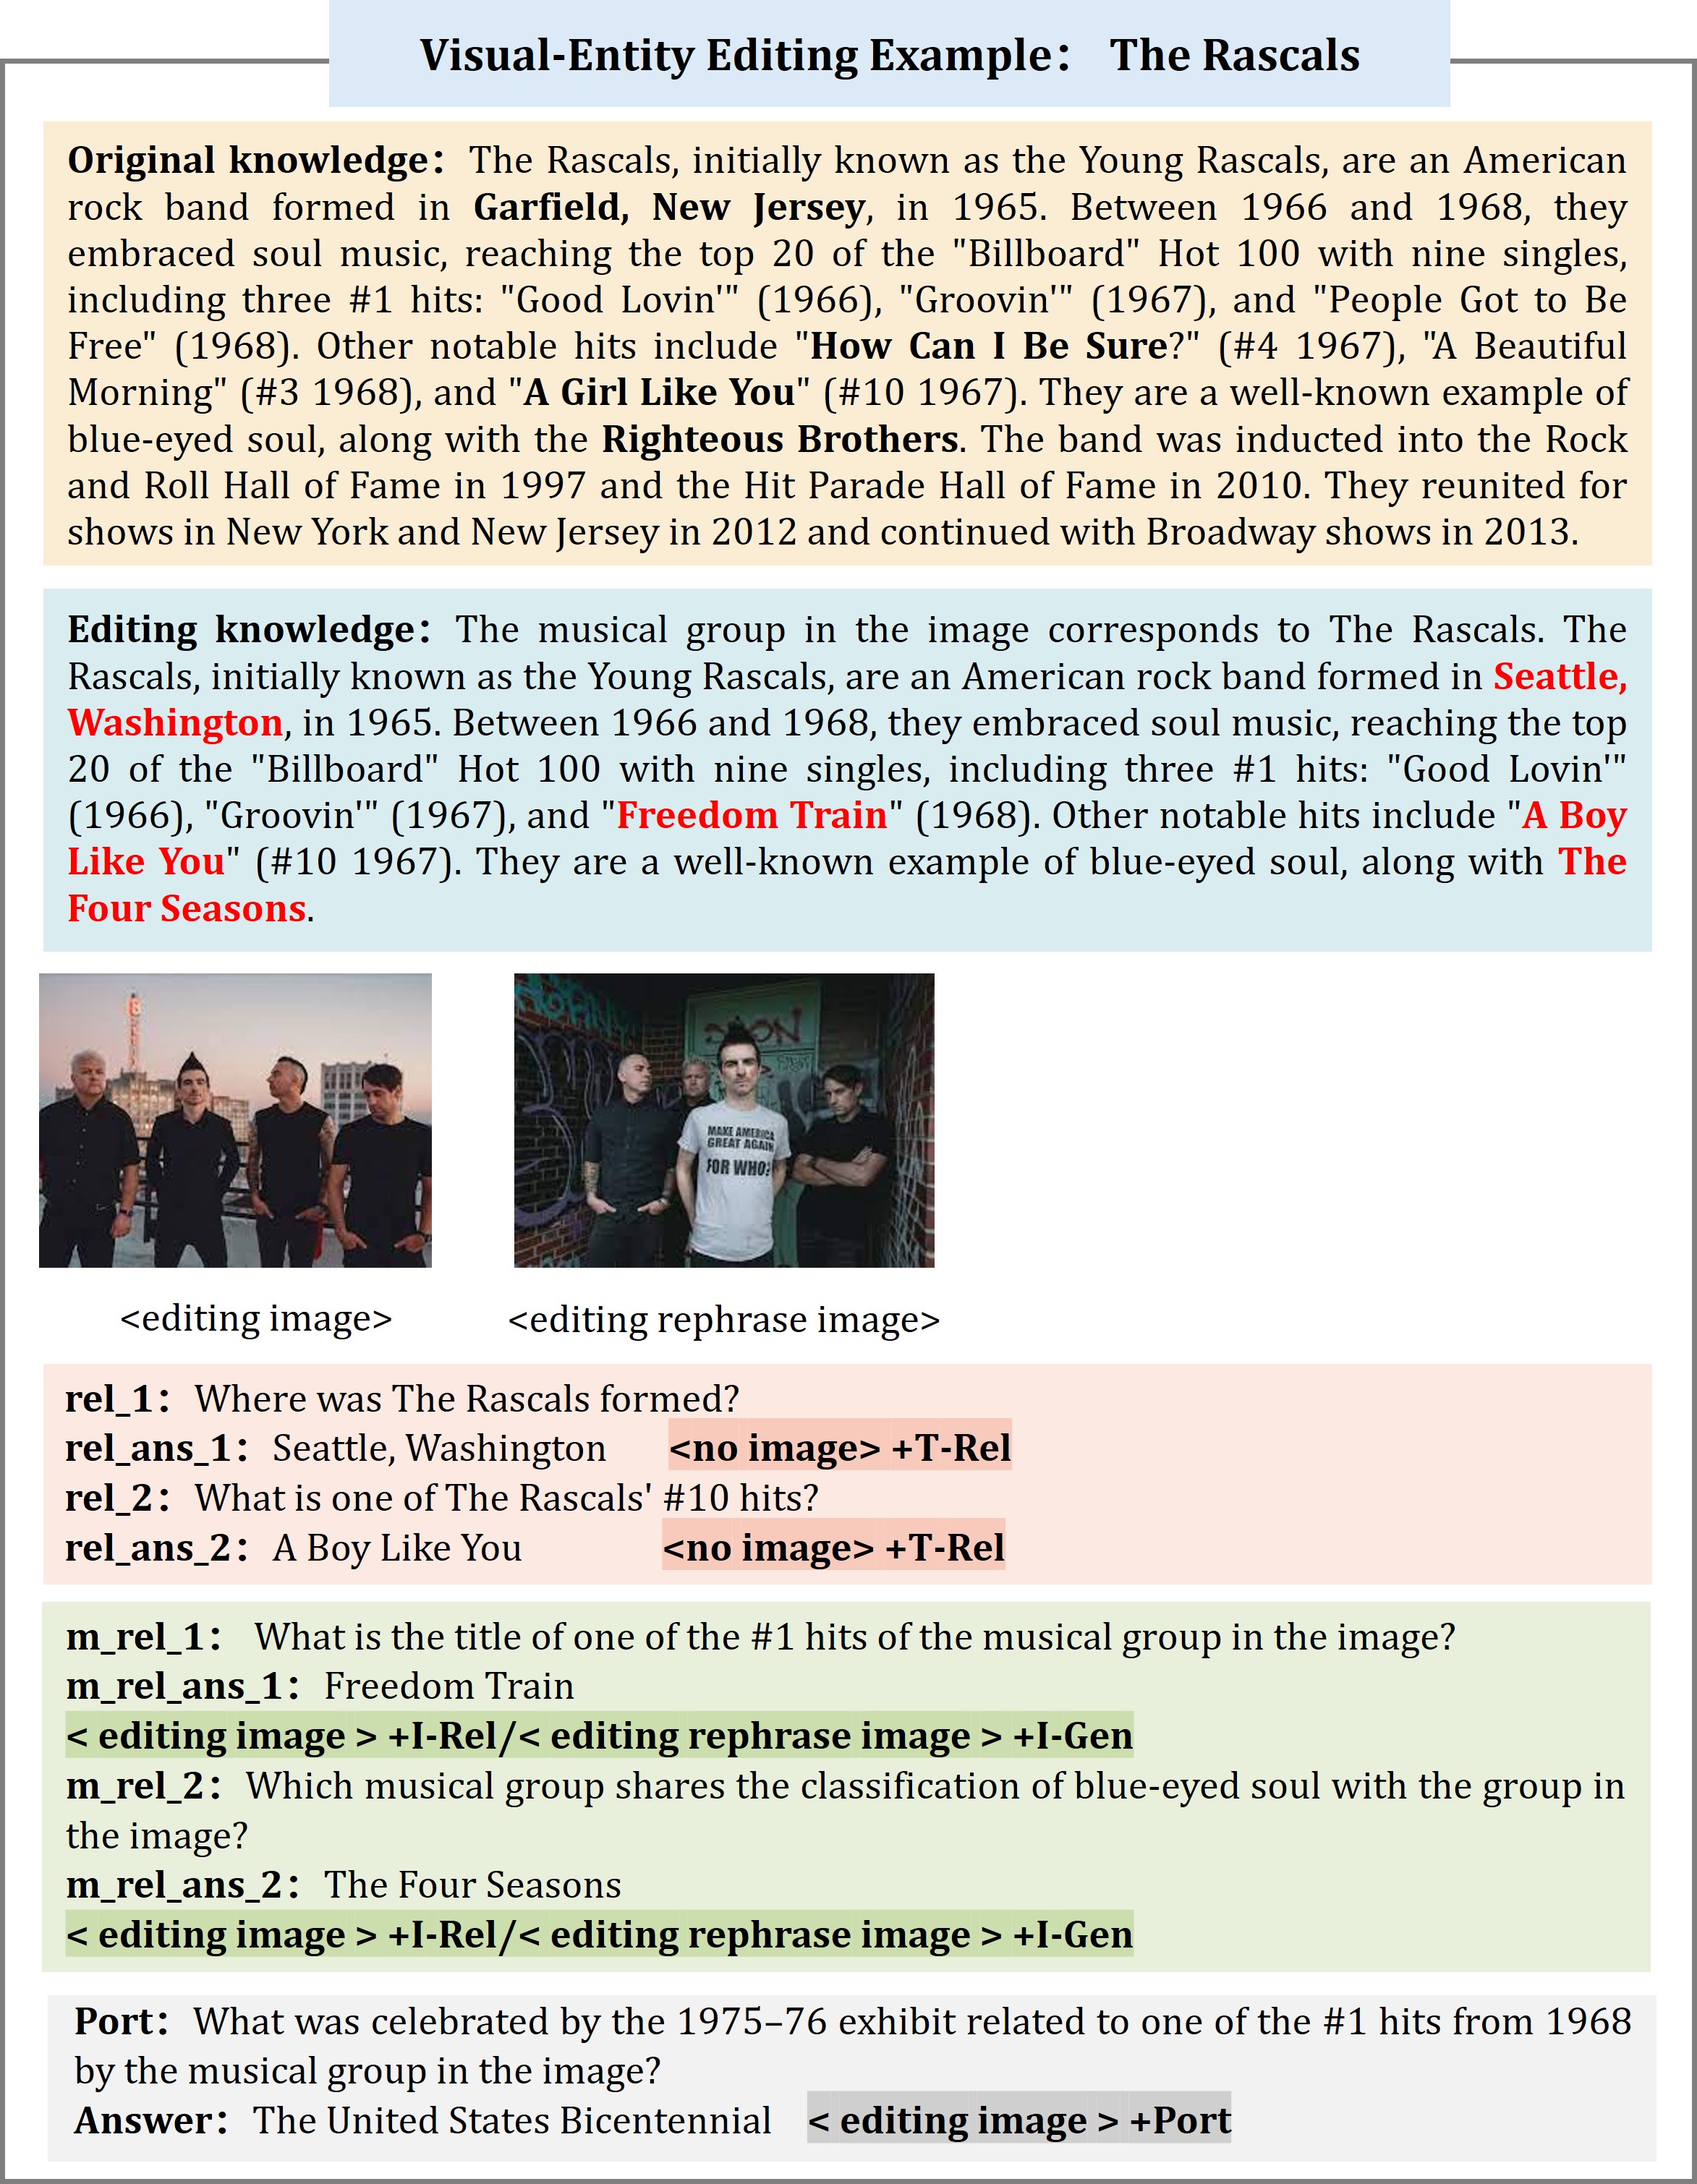 Visual-Entity Editing Example： The Rascals
Original knowledge： The Rascals, initially known as the Young Rascals, are an American
rock band formed in Garfield, New Jersey, in 1965. Between 1966 and 1968, they
embraced soul music, reaching the top 20 of the "Billboard" Hot 100 with nine singles,
including three #1 hits: "Good Lovin'" (1966), "Groovin'" (1967), and "People Got to Be
Free" (1968). Other notable hits include "How Can I Be Sure?" (#4 1967), "A Beautiful
Morning" (#3 1968), and "A Girl Like You" (#10 1967). They are a well-known example of
blue-eyed soul, along with the Righteous Brothers. The band was inducted into the Rock
and Roll Hall of Fame in 1997 and the Hit Parade Hall of Fame in 2010. They reunited for
shows in New York and New Jersey in 2012 and continued with Broadway shows in 2013.
Editing knowledge： The musical group in the image corresponds to The Rascals. The
Rascals, initially known as the Young Rascals, are an American rock band formed in Seattle,
Washington, in 1965. Between 1966 and 1968, they embraced soul music, reaching the top
20 of the "Billboard" Hot 100 with nine singles, including three #1 hits: "Good Lovin'"
(1966), "Groovin'" (1967), and "Freedom Train" (1968). Other notable hits include "A Boy
Like You" (#10 1967). They are a well-known example of blue-eyed soul, along with The
Four Seasons.
MAKE AMERICA
GREAT AGAIN
FOR WHO?
<editing image>
<editing rephrase image>
rel_1： Where was The Rascals formed?
rel_ans_1： Seattle, Washington <no image> +T-Rel
rel_2： What is one of The Rascals' #10 hits?
rel_ans_2： A Boy Like You <no image> +T-Rel
m_rel_1： What is the title of one of the #1 hits of the musical group in the image?
m_rel_ans_1： Freedom Train
< editing image > +I-Rel/< editing rephrase image > +I-Gen
m_rel_2： Which musical group shares the classification of blue-eyed soul with the group in
the image?
m_rel_ans_2： The Four Seasons
< editing image > +I-Rel/< editing rephrase image > +I-Gen
Port： What was celebrated by the 1975–76 exhibit related to one of the #1 hits from 1968
by the musical group in the image?
Answer： The United States Bicentennial < editing image > +Port